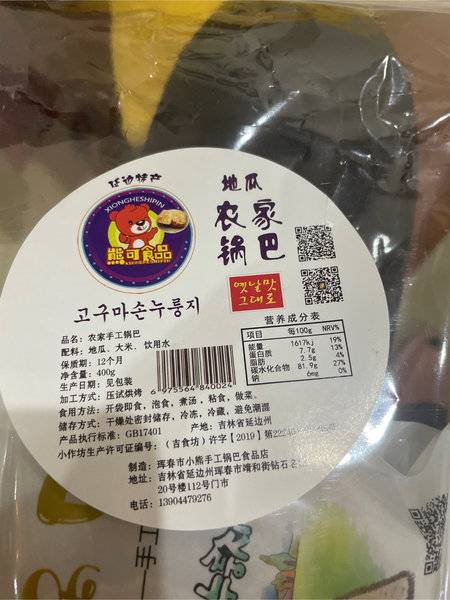 延边特产
XIONGHESHIPIN
熊可食品
地瓜
农家
锅巴
고구마손누룽지
옛날맛
그대로
品名：农家手工锅巴
配料：地瓜、大米、饮用水
保质期：12个月
净含量：400g
生产日期：见包装
6 975564 840024
加工方式：压试烘烤
食用方法：开袋即食，泡食，煮汤，粘食，做菜。
储存方式：干燥处密封储存，冷冻，冷藏，避免潮湿
产品执行标准：GB17401 产地：吉林省延边州
小作坊生产许可证编号：（吉食坊）许字【2019】第
营养成分表
项目 每100g NRV%
能量 1617kJ 19%
蛋白质 7.7g 13%
脂肪 2.5g 4%
碳水化合物 81.9g 27%
钠 6mg 0%
制造：珲春市小熊手工锅巴食品店
地址：吉林省延边州珲春市靖和街钻石
20号楼112号门市
电话：13904479276
手工